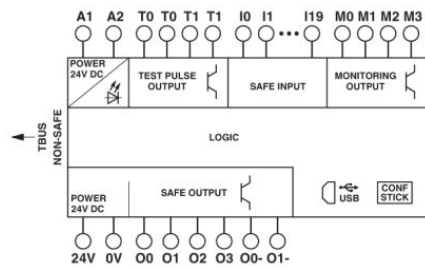 A1 A2 T0 T0 T1 T1 I0 I1 ••• I19 M0 M1 M2 M3
POWER
24V DC
TEST PULSE
OUTPUT
SAFE INPUT
MONITORING
OUTPUT
TBUS
NON-SAFE
LOGIC
POWER
24V DC
SAFE OUTPUT
USB
CONF
STICK
24V 0V O0 O1 O2 O3 O0- O1-